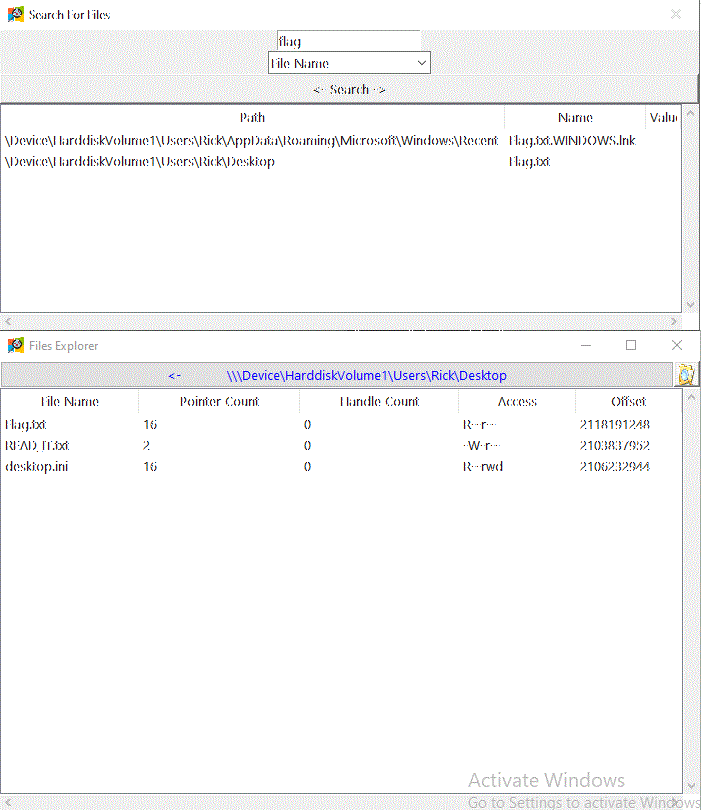 Search For Files
flag
File Name
<-- Search -->
Path Name Value
\Device\HarddiskVolume1\Users\Rick\AppData\Roaming\Microsoft\Windows\Recent Flag.txt.WINDOWS.lnk
\Device\HarddiskVolume1\Users\Rick\Desktop Flag.txt
Files Explorer
<- \\\Device\HarddiskVolume1\Users\Rick\Desktop
File Name Pointer Count Handle Count Access Offset
Flag.txt 16 0 R--r-- 2118191248
READ_IT.txt 2 0 -W-r-- 2103837952
desktop.ini 16 0 R--rwd 2106232944
Activate Windows
Go to Settings to activate Windows